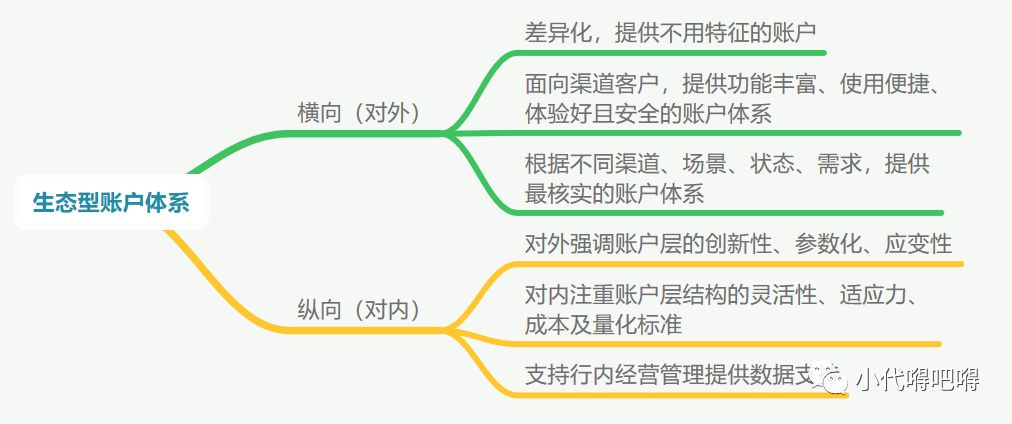 差异化，提供不用特征的账户
面向渠道客户，提供功能丰富、使用便捷、
体验好且安全的账户体系
横向（对外）
根据不同渠道、场景、状态、需求，提供
最核实的账户体系
生态型账户体系
对外强调账户层的创新性、参数化、应变性
对内注重账户层结构的灵活性、适应力、
成本及量化标准
纵向（对内）
支持行内经营管理提供数据支
小代嘚吧嘚